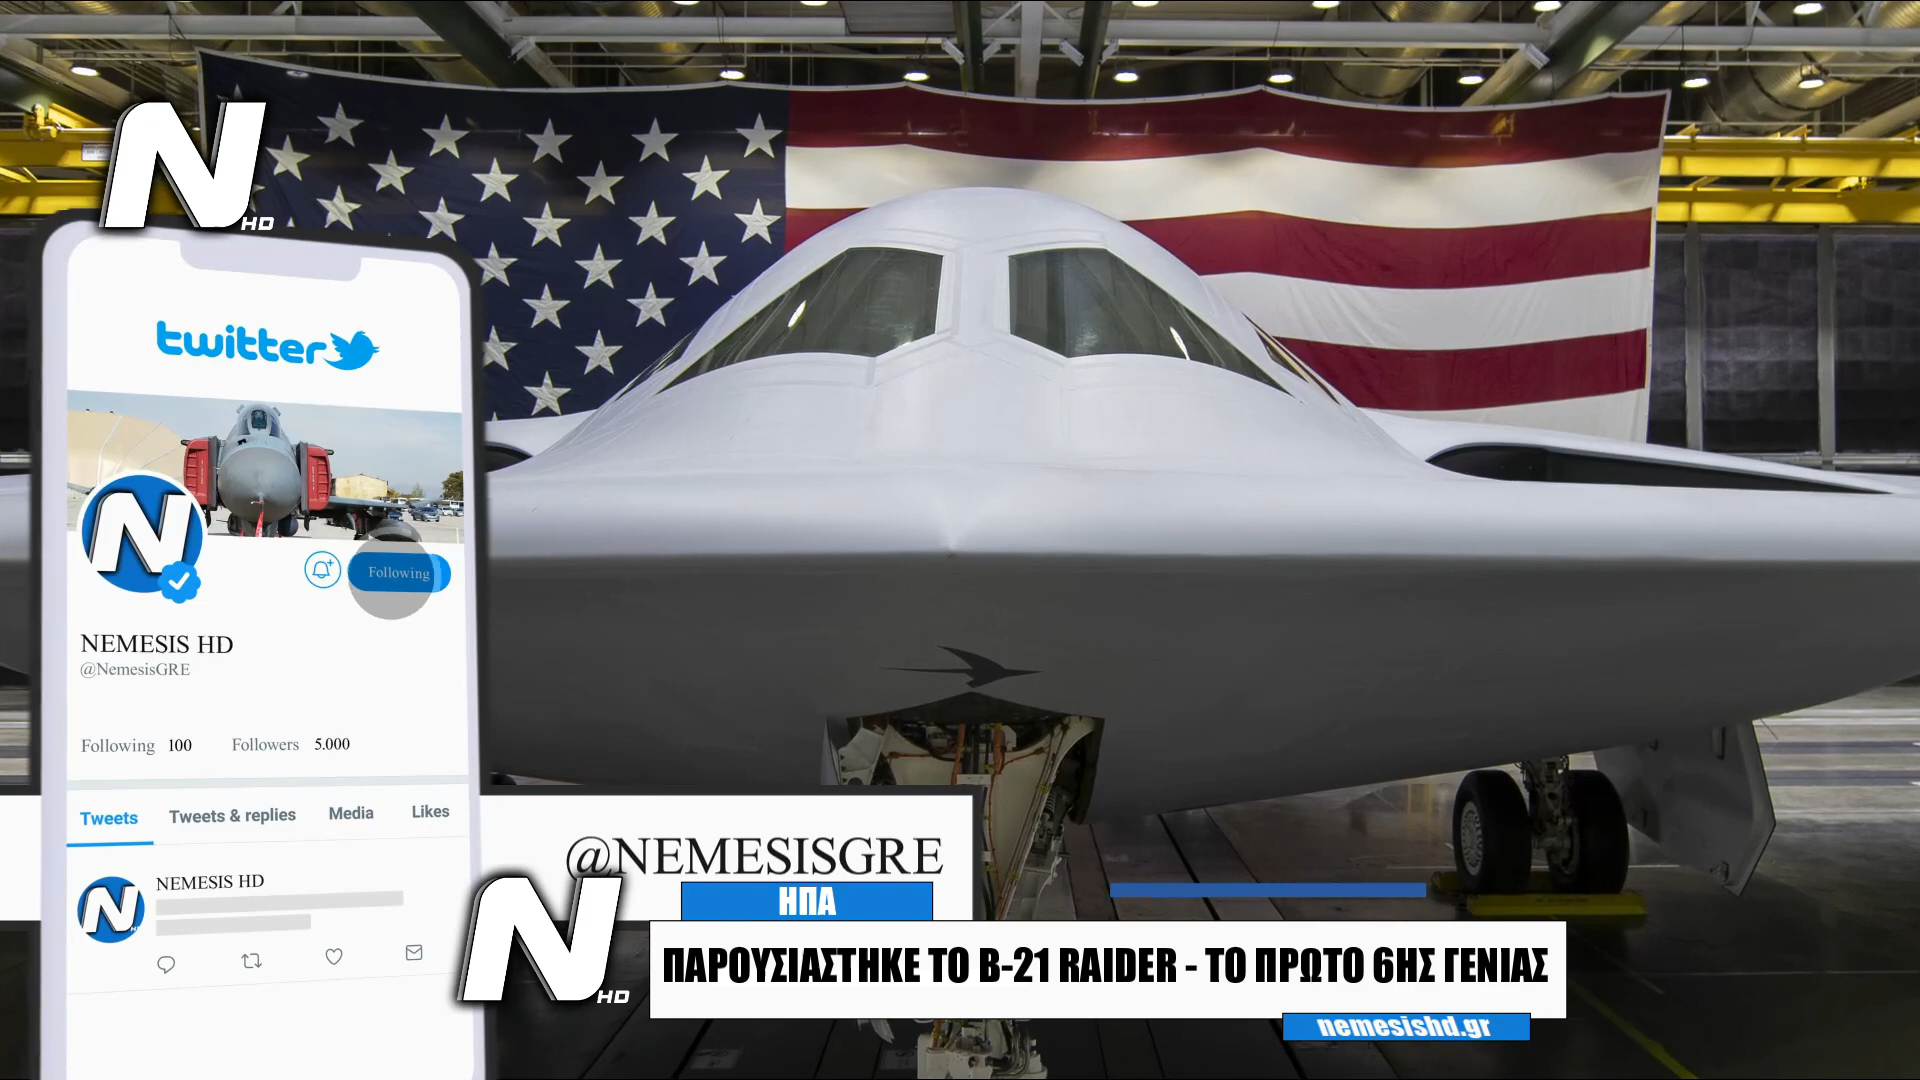 N HD
twitter
N
Following
NEMESIS HD
@NemesisGRE
Following 100 Followers 5.000
Tweets Tweets & replies Media Likes
N
NEMESIS HD
@NEMESISGRE
ΗΠΑ
N HD
ΠΑΡΟΥΣΙΑΣΤΗΚΕ ΤΟ B-21 RAIDER - ΤΟ ΠΡΩΤΟ 6ΗΣ ΓΕΝΙΑΣ
nemesishd.gr